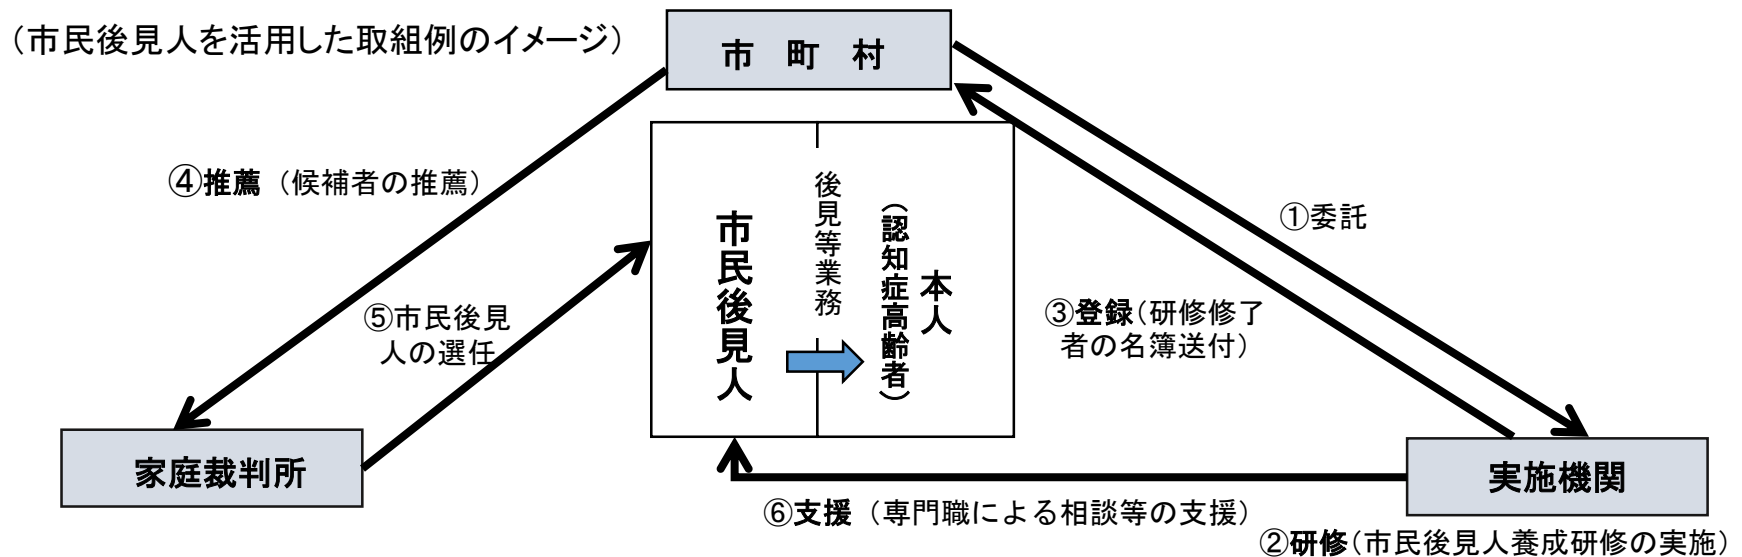 （市民後見人を活用した取組例のイメージ）
市 町 村
④推薦（候補者の推薦）
①委託
市民後見人
後見等業務
（認知症高齢者）
本人
③登録（研修修了
者の名簿送付）
⑤市民後見
人の選任
家庭裁判所
実施機関
⑥支援（専門職による相談等の支援）
②研修（市民後見人養成研修の実施）